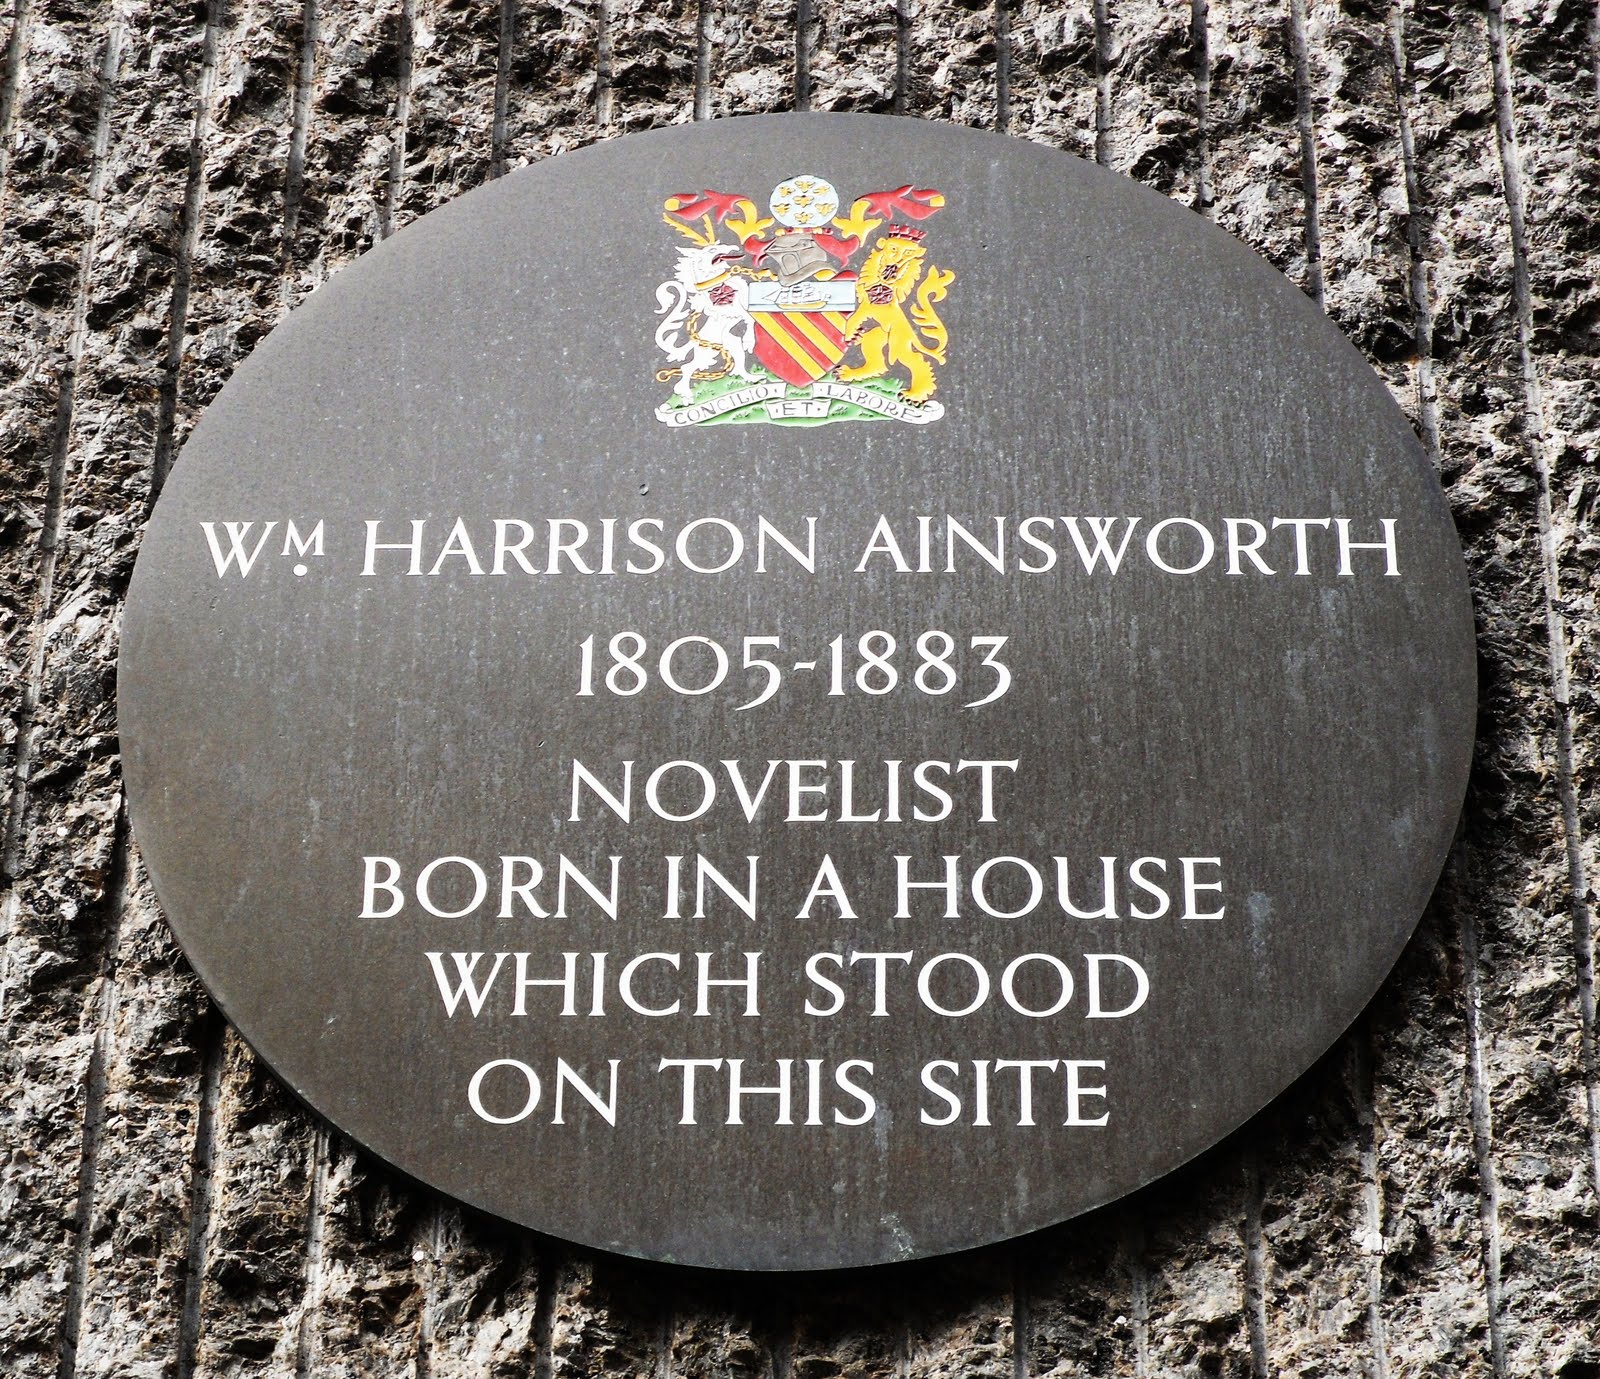 CONCILIO ET LABORE
WM. HARRISON AINSWORTH
1805-1883
NOVELIST
BORN IN A HOUSE
WHICH STOOD
ON THIS SITE